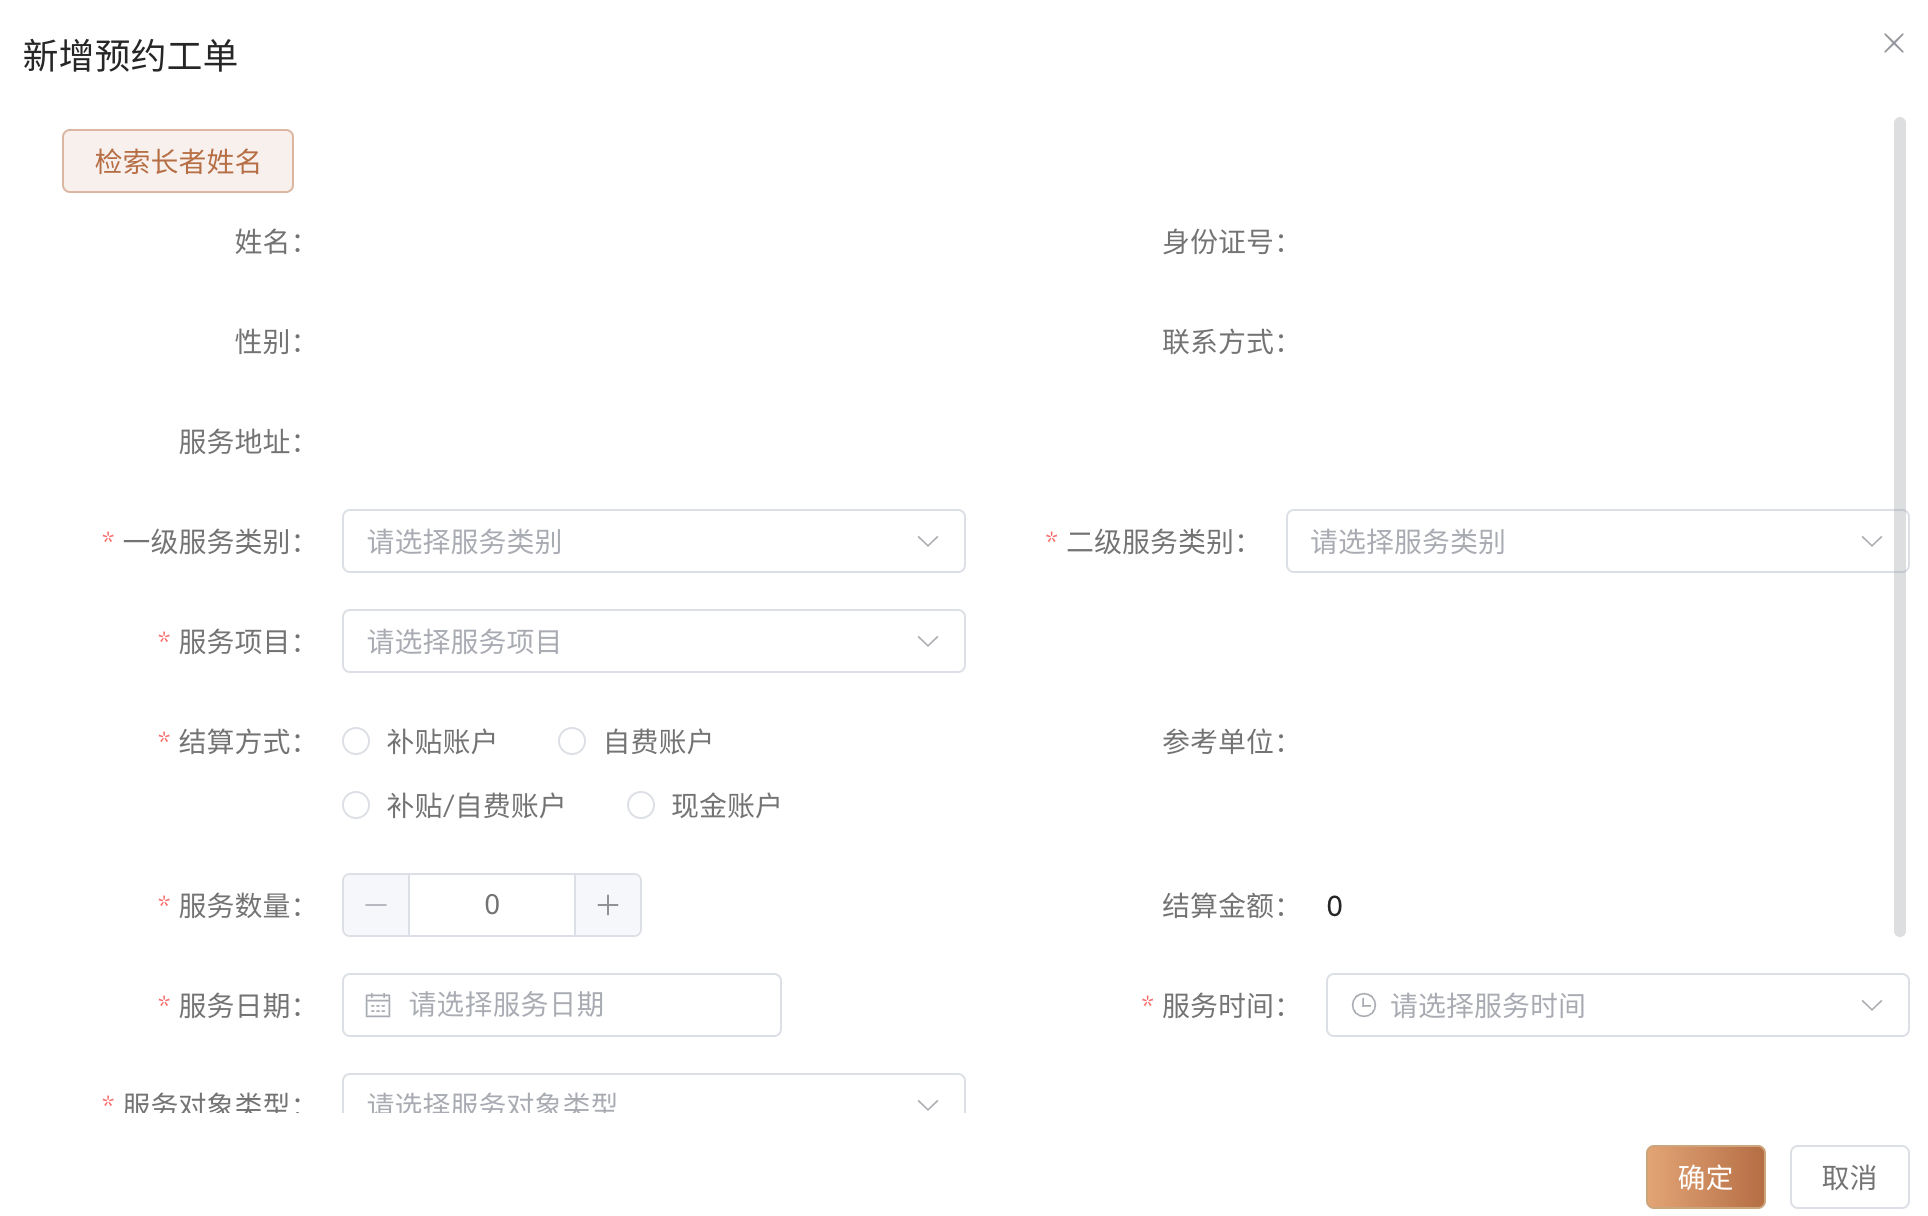 新增预约工单
检索长者姓名
姓名：
身份证号：
性别：
联系方式：
服务地址：
* 一级服务类别： 请选择服务类别
* 二级服务类别： 请选择服务类别
* 服务项目： 请选择服务项目
* 结算方式： 补贴账户 自费账户
参考单位：
补贴/自费账户 现金账户
* 服务数量： 0
结算金额： 0
* 服务日期： 请选择服务日期
* 服务时间： 请选择服务时间
* 服务对象类型： 请选择服务对象类型
确定 取消